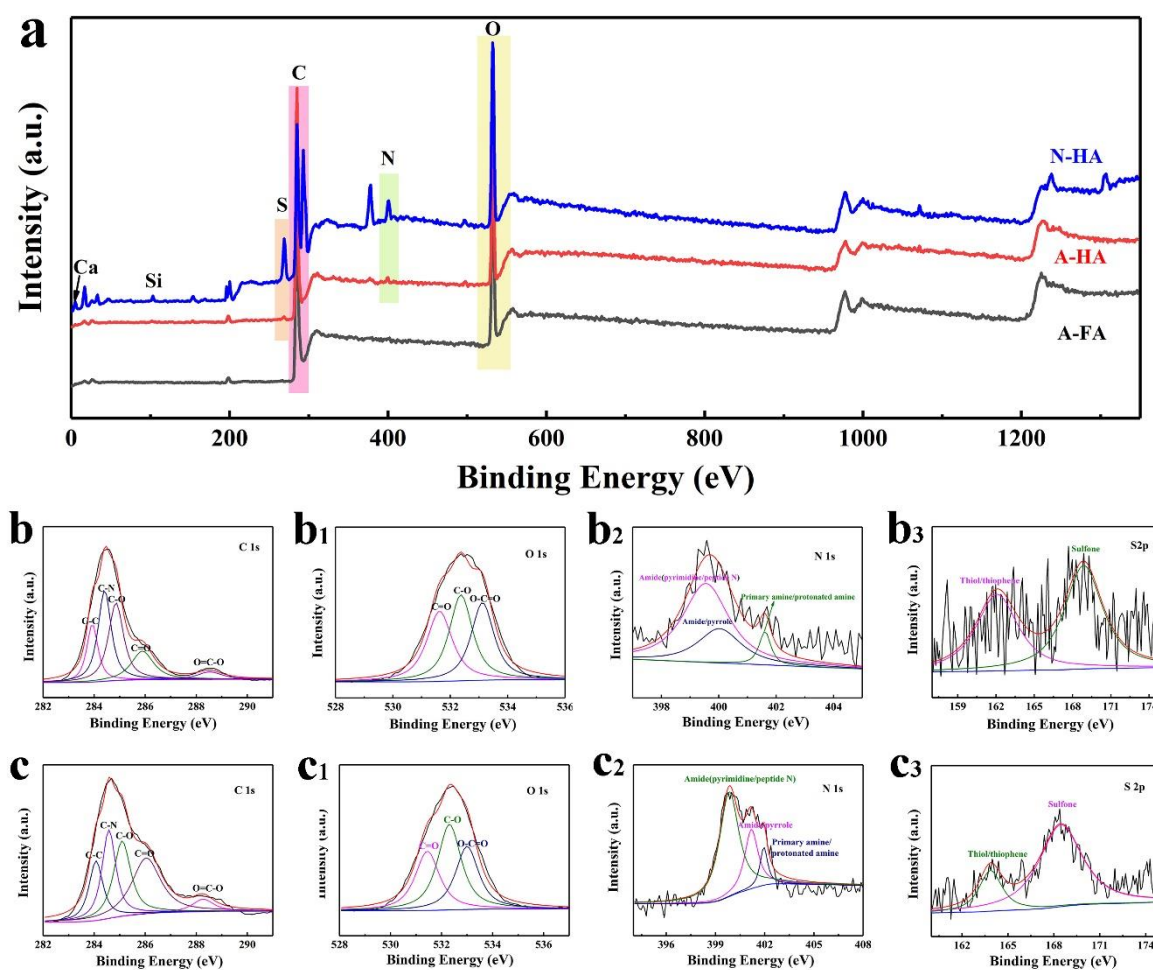 a
O
C
N
S
Ca
Si
N-HA
A-HA
A-FA
Intensity (a.u.)
0 200 400 600 800 1000 1200
Binding Energy (eV)
b
C 1s
C-N
C-O
C-C
C=O
O=C-O
Intensity (a.u.)
282 284 286 288 290
Binding Energy (eV)
b1
O 1s
C=O
C-O
O-C=O
Intensity (a.u.)
528 530 532 534 536
Binding Energy (eV)
b2
N 1s
Amide(pyrimidine/peptide N)
Primary amine/protonated amine
Amide/pyrrole
Intensity (a.u.)
398 400 402 404
Binding Energy (eV)
b3
S2p
Sulfone
Thiol/thiophene
Intensity (a.u.)
159 162 165 168 171 174
Binding Energy (eV)
c
C 1s
C-N
C-O
C-C
C=O
O=C-O
Intensity (a.u.)
282 284 286 288 290
Binding Energy (eV)
c1
O 1s
C=O
C-O
O-C=O
Intensity (a.u.)
528 530 532 534 536
Binding Energy (eV)
c2
Amide(pyrimidine/peptide N)
N 1s
Amide/pyrrole
Primary amine/
protonated amine
Intensity (a.u.)
396 399 402 405 408
Binding Energy (eV)
c3
S 2p
Sulfone
Thiol/thiophene
Intensity (a.u.)
162 165 168 171 174
Binding Energy (eV)